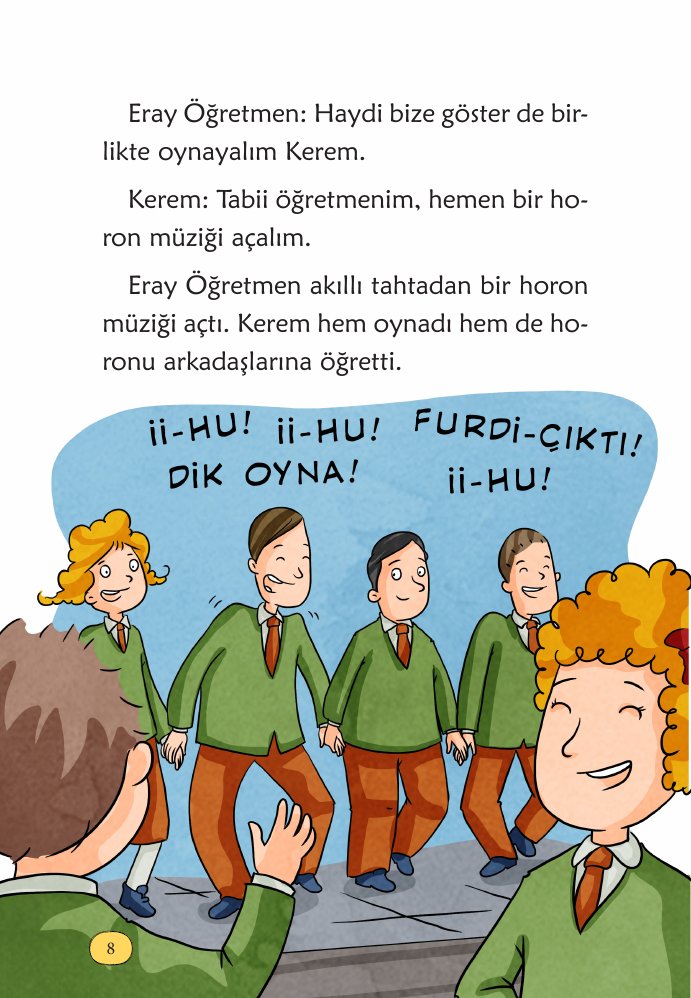 Eray Öğretmen: Haydi bize göster de bir-
likte oynayalım Kerem.
Kerem: Tabii öğretmenim, hemen bir ho-
ron müziği açalım.
Eray Öğretmen akıllı tahtadan bir horon
müziği açtı. Kerem hem oynadı hem de ho-
ronu arkadaşlarına öğretti.
İİ-HU! İİ-HU! FURDİ-ÇIKTI!
DİK OYNA! İİ-HU!
8